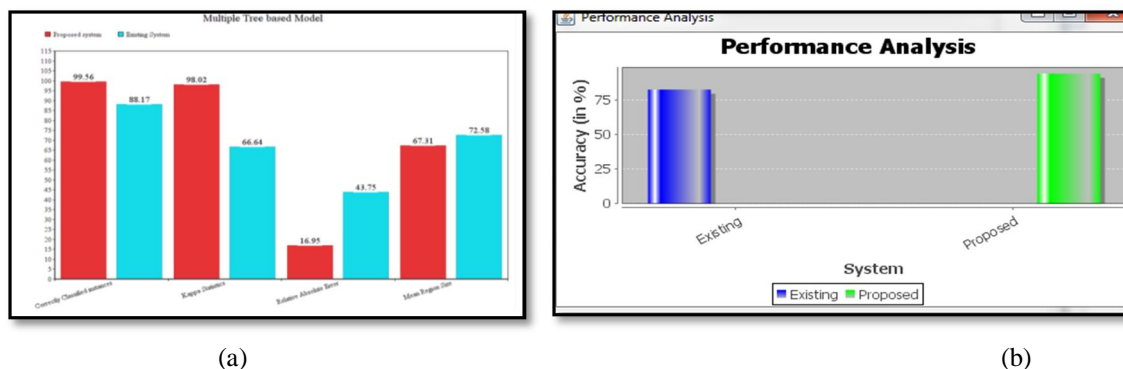 Multiple Tree based Model
Proposed system Existing System
115
110
105
100
95
90
85
80
75
70
65
60
55
50
45
40
35
30
25
20
15
10
5
0
99.56
88.17
98.02
66.64
16.95
43.75
67.31
72.58
Correctly Classified instances
Kappa Statistics
Relative Absolute Error
Mean Region Size
(a)
Performance Analysis
Performance Analysis
Accuracy (in %)
75
50
25
0
Existing
Proposed
System
Existing Proposed
(b)